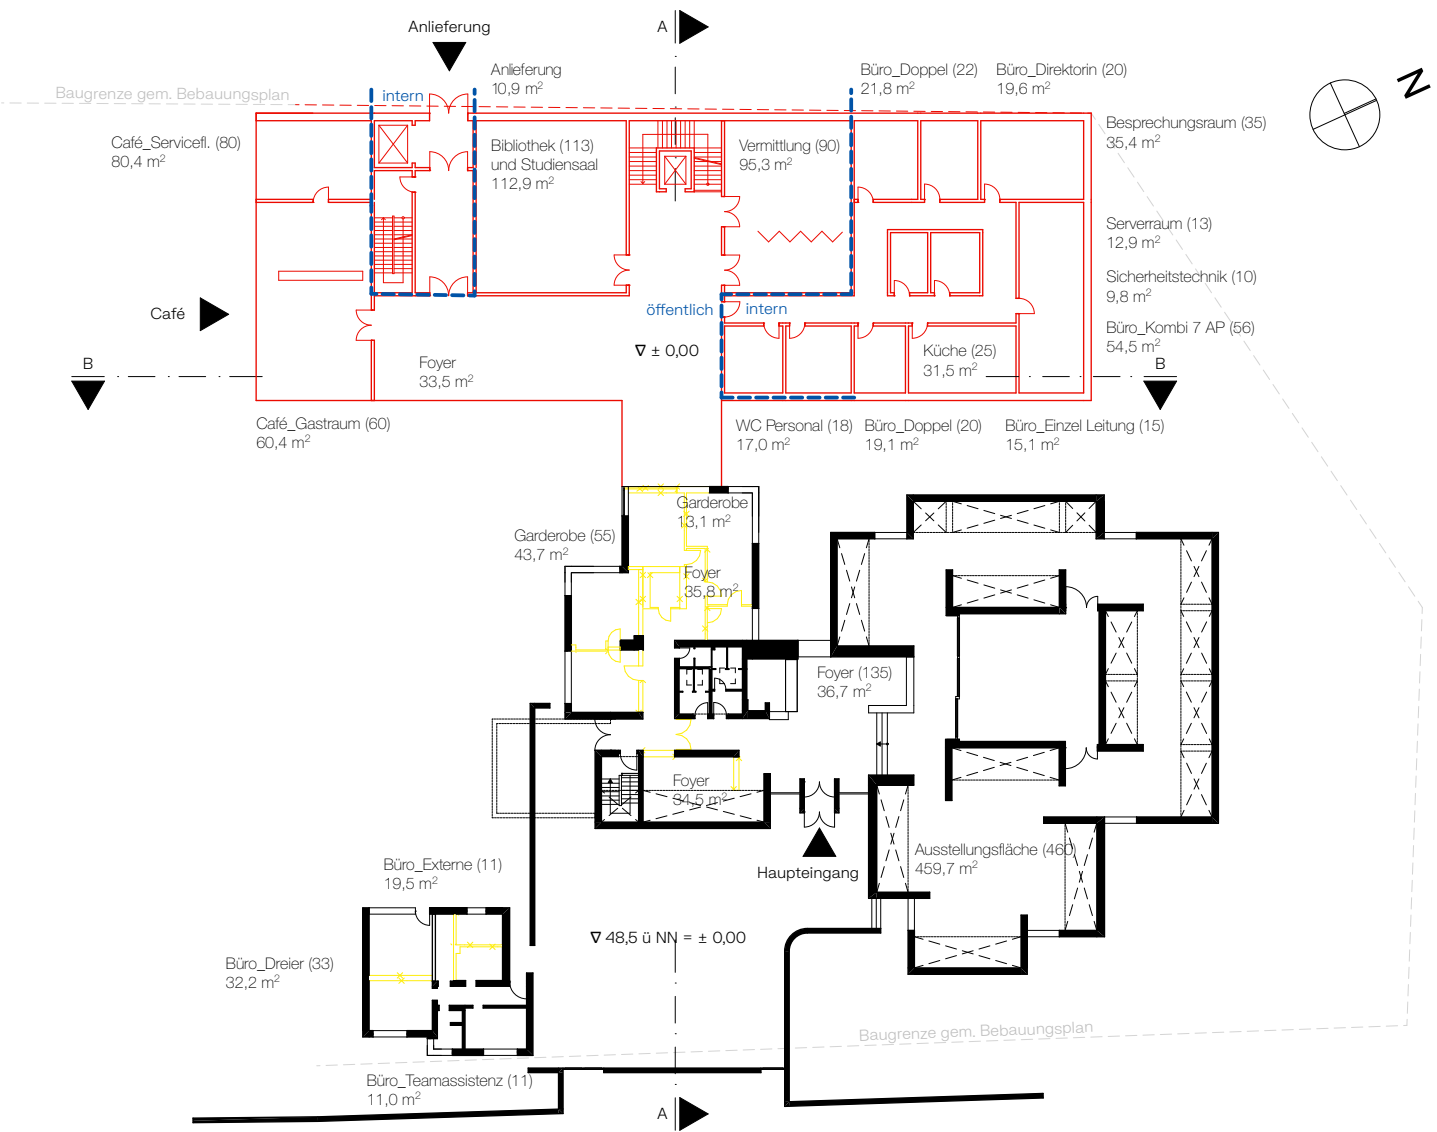 Anlieferung
A
Anlieferung
10,9 m²
Büro_Doppel (22)
21,8 m²
Büro_Direktorin (20)
19,6 m²
N
Baugrenze gem. Bebauungsplan
intern
Café_Servicefl. (80)
80,4 m²
Bibliothek (113)
und Studiensaal
112,9 m²
Vermittlung (90)
95,3 m²
Besprechungsraum (35)
35,4 m²
Serverraum (13)
12,9 m²
Sicherheitstechnik (10)
9,8 m²
Büro_Kombi 7 AP (56)
54,5 m²
Café
öffentlich
intern
∇ ± 0,00
Küche (25)
31,5 m²
B
Foyer
33,5 m²
B
Café_Gastraum (60)
60,4 m²
WC Personal (18)
17,0 m²
Büro_Doppel (20)
19,1 m²
Büro_Einzel Leitung (15)
15,1 m²
Garderobe
13,1 m²
Garderobe (55)
43,7 m²
Foyer
35,8 m²
Foyer (135)
36,7 m²
Foyer
34,5 m²
Haupteingang
Ausstellungsfläche (460)
459,7 m²
Büro_Externe (11)
19,5 m²
∇ 48,5 ü NN = ± 0,00
Büro_Dreier (33)
32,2 m²
Baugrenze gem. Bebauungsplan
Büro_Teamassistenz (11)
11,0 m²
A